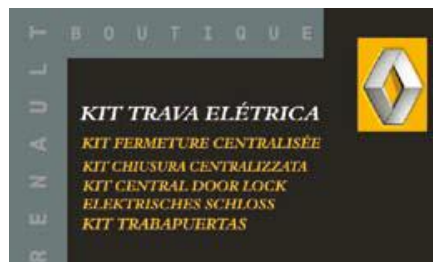 BOUTIQUE
RENAULT
KIT TRAVA ELÉTRICA
KIT FERMETURE CENTRALISÉE
KIT CHIUSURA CENTRALIZZATA
KIT CENTRAL DOOR LOCK
ELEKTRISCHES SCHLOSS
KIT TRABAPUERTAS